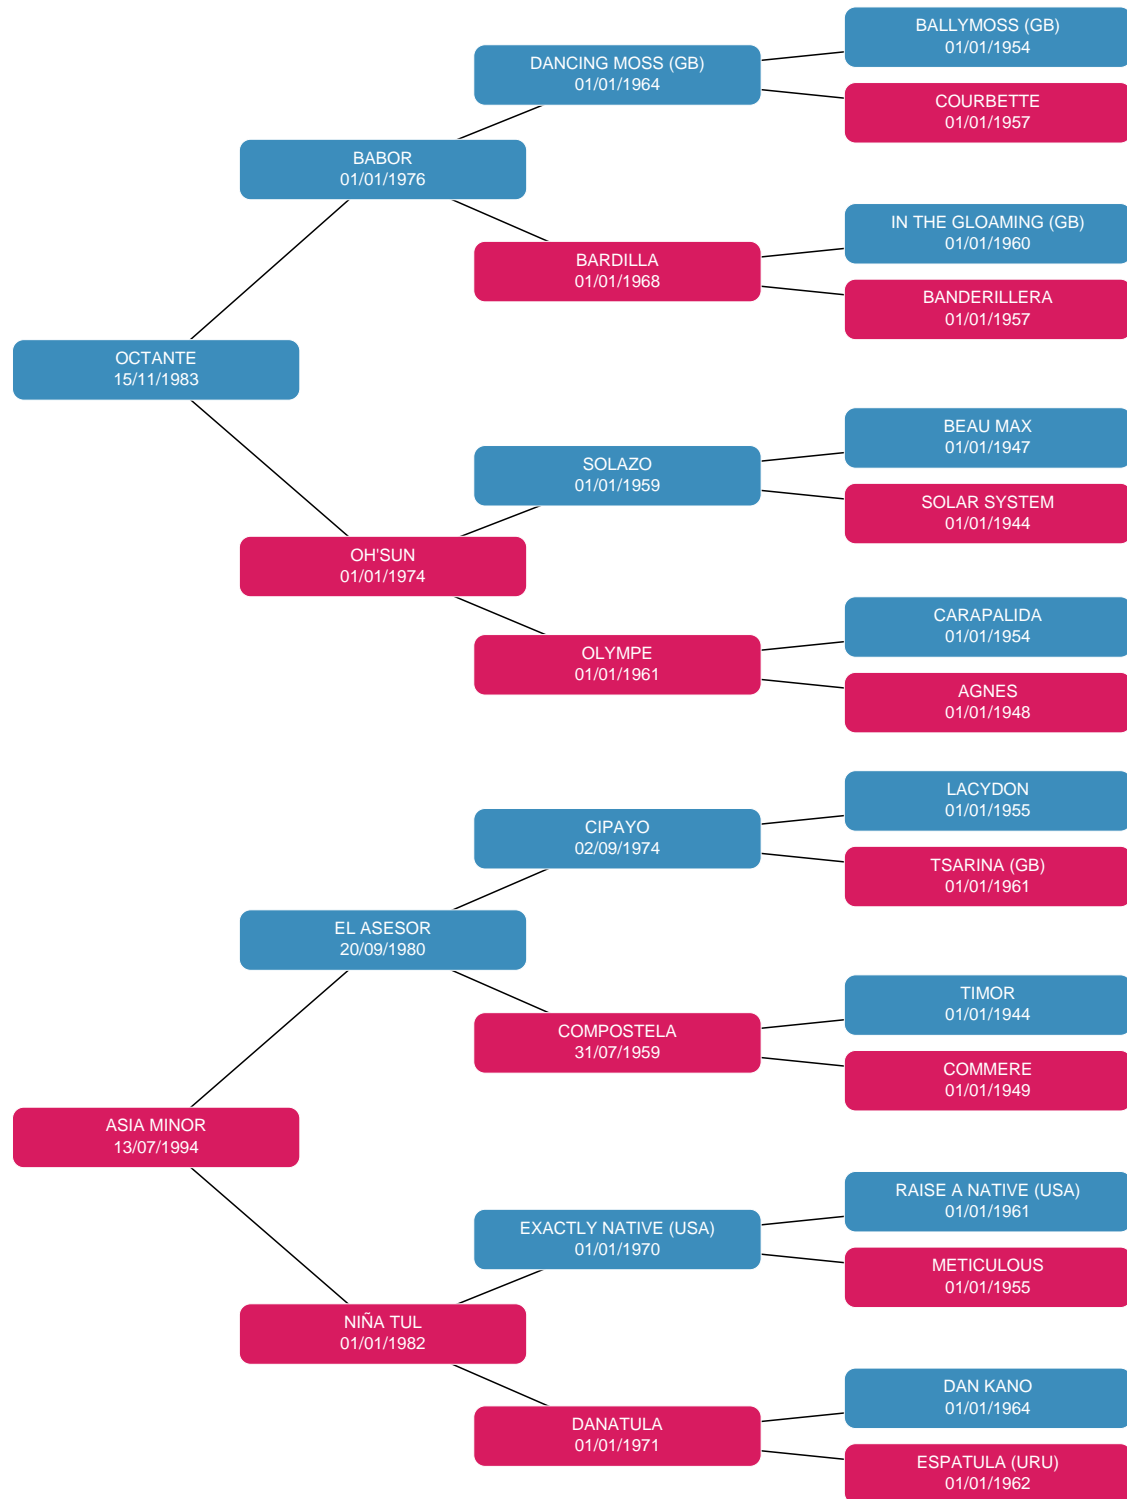 BALLYMOSS (GB)
01/01/1954
DANCING MOSS (GB)
01/01/1964
COURBETTE
01/01/1957
BABOR
01/01/1976
IN THE GLOAMING (GB)
01/01/1960
BARDILLA
01/01/1968
BANDERILLERA
01/01/1957
OCTANTE
15/11/1983
BEAU MAX
01/01/1947
SOLAZO
01/01/1959
SOLAR SYSTEM
01/01/1944
OH'SUN
01/01/1974
CARAPALIDA
01/01/1954
OLYMPE
01/01/1961
AGNES
01/01/1948
LACYDON
01/01/1955
CIPAYO
02/09/1974
TSARINA (GB)
01/01/1961
EL ASESOR
20/09/1980
TIMOR
01/01/1944
COMPOSTELA
31/07/1959
COMMERE
01/01/1949
ASIA MINOR
13/07/1994
RAISE A NATIVE (USA)
01/01/1961
EXACTLY NATIVE (USA)
01/01/1970
METICULOUS
01/01/1955
NIÑA TUL
01/01/1982
DAN KANO
01/01/1964
DANATULA
01/01/1971
ESPATULA (URU)
01/01/1962